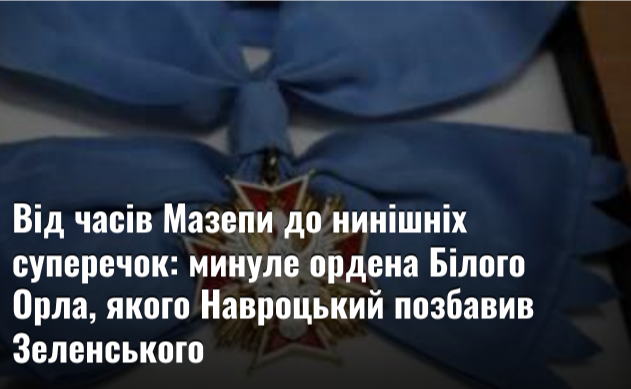 Від часів Мазепи до нинішніх
суперечок: минуле ордена Білого
Орла, якого Навроцький позбавив
Зеленського